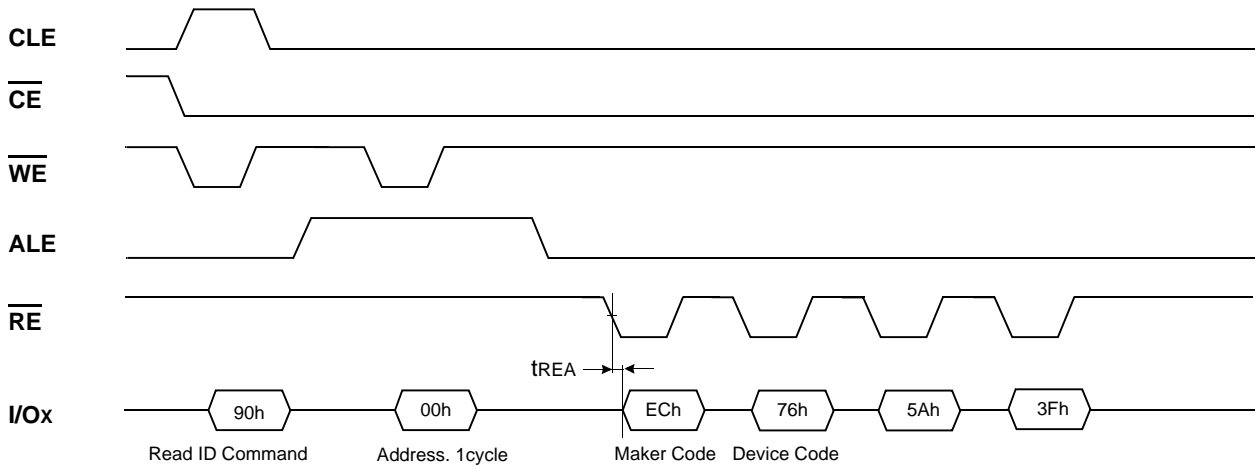 CLE
CE
WE
ALE
RE
tREA
I/Ox 90h 00h ECh 76h 5Ah 3Fh
Read ID Command Address. 1cycle Maker Code Device Code